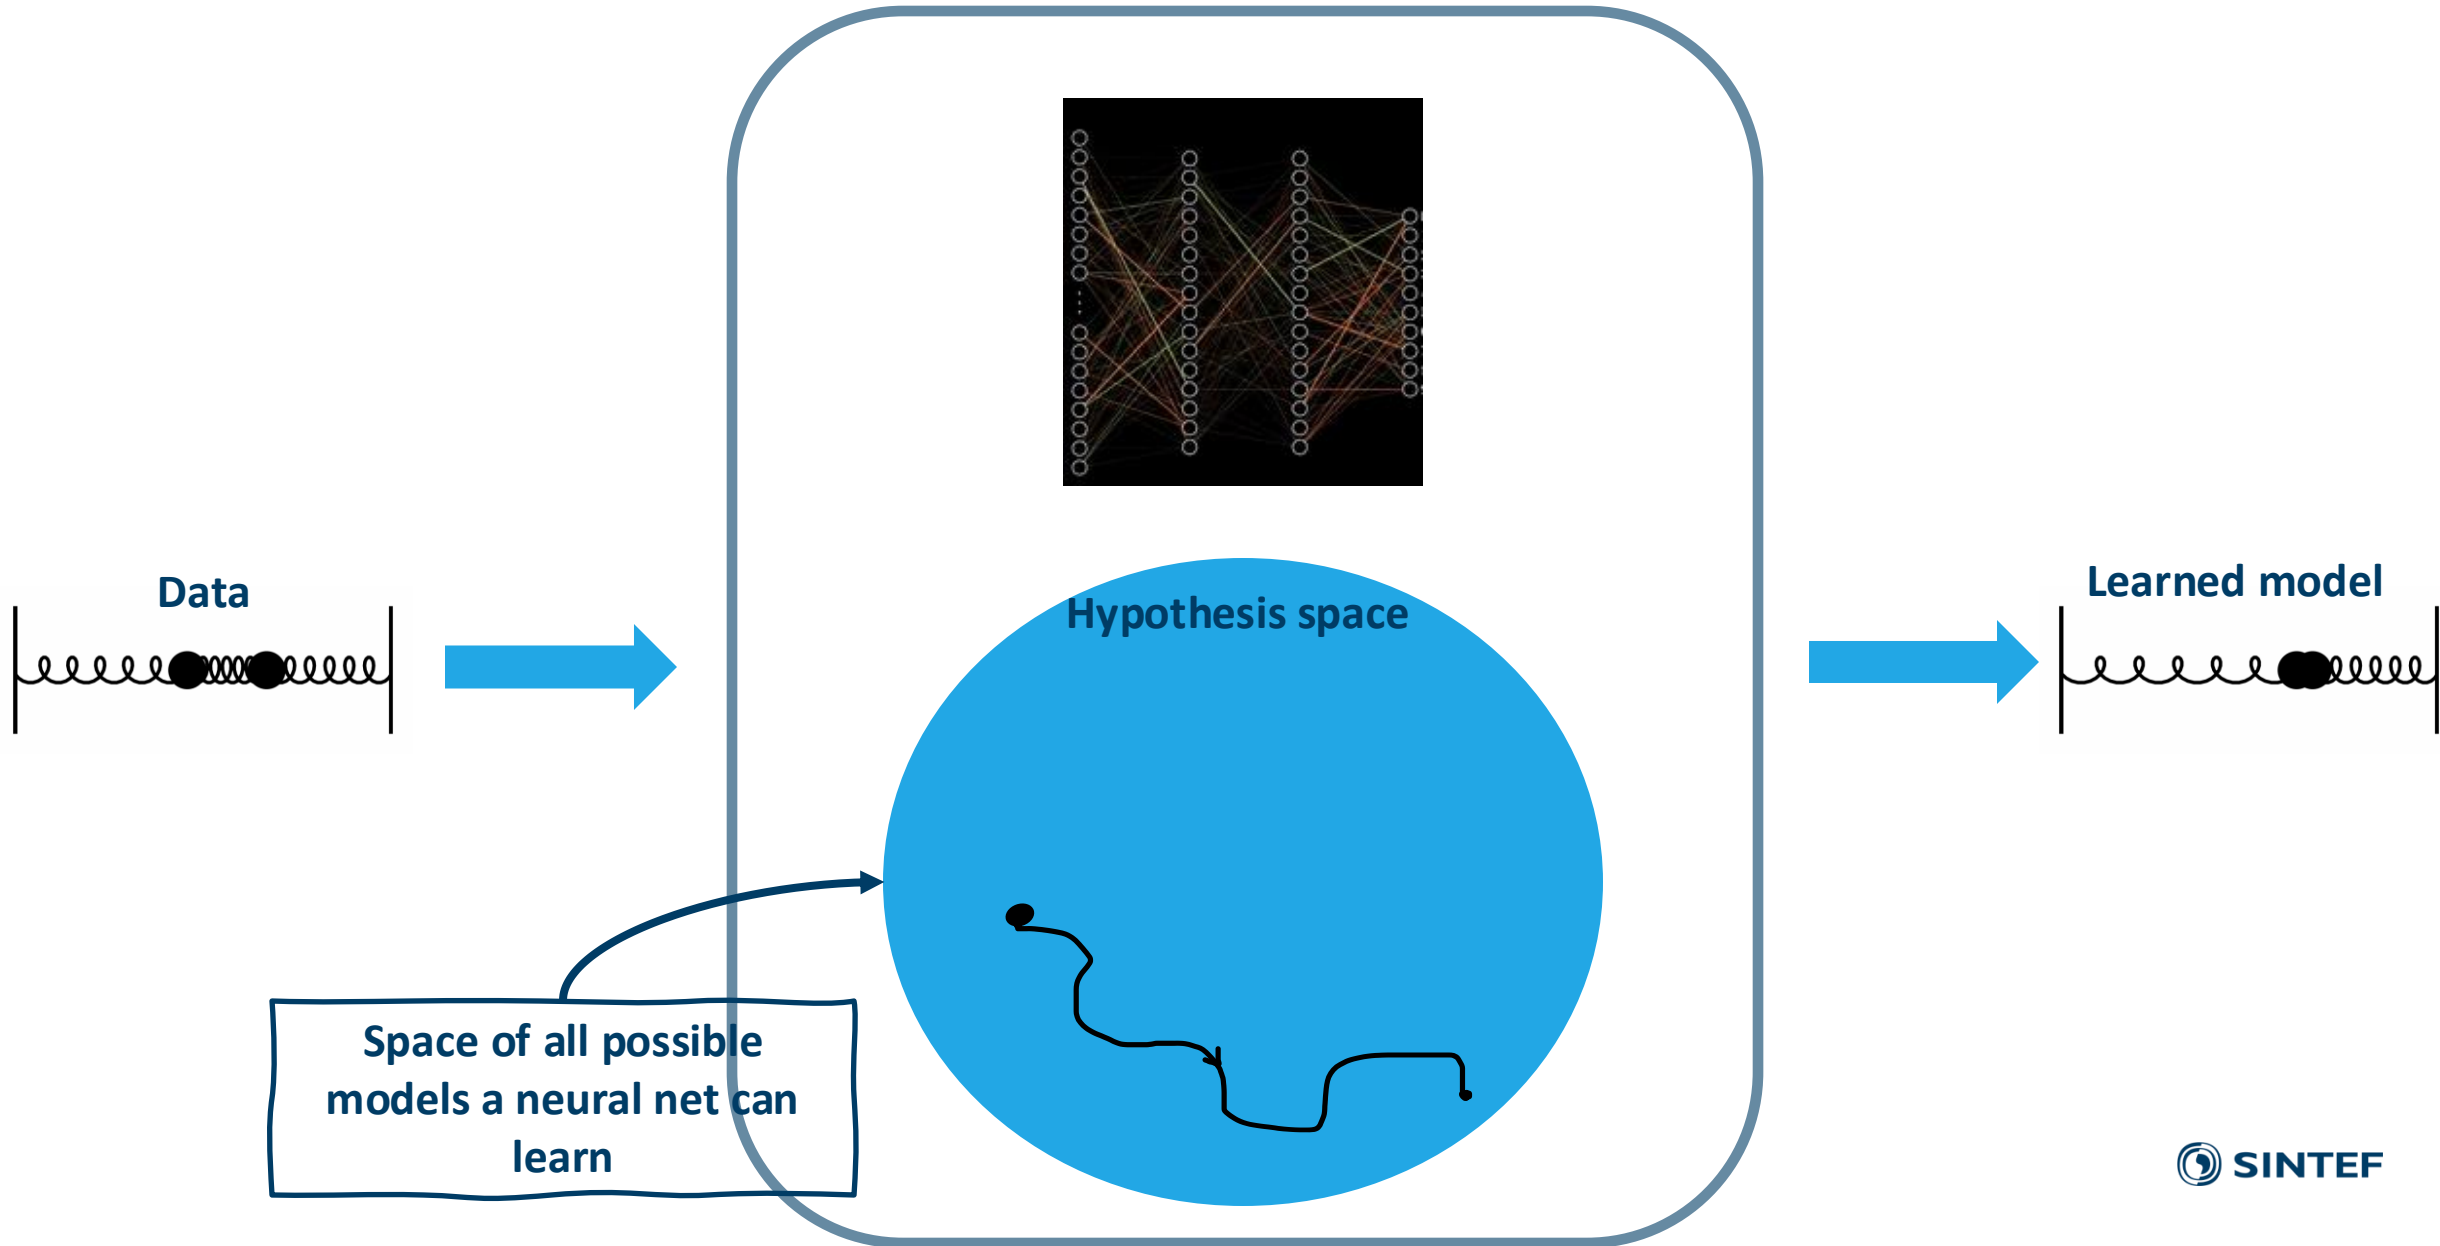 Data
Hypothesis space
Learned model
Space of all possible
models a neural net can
learn
SINTEF